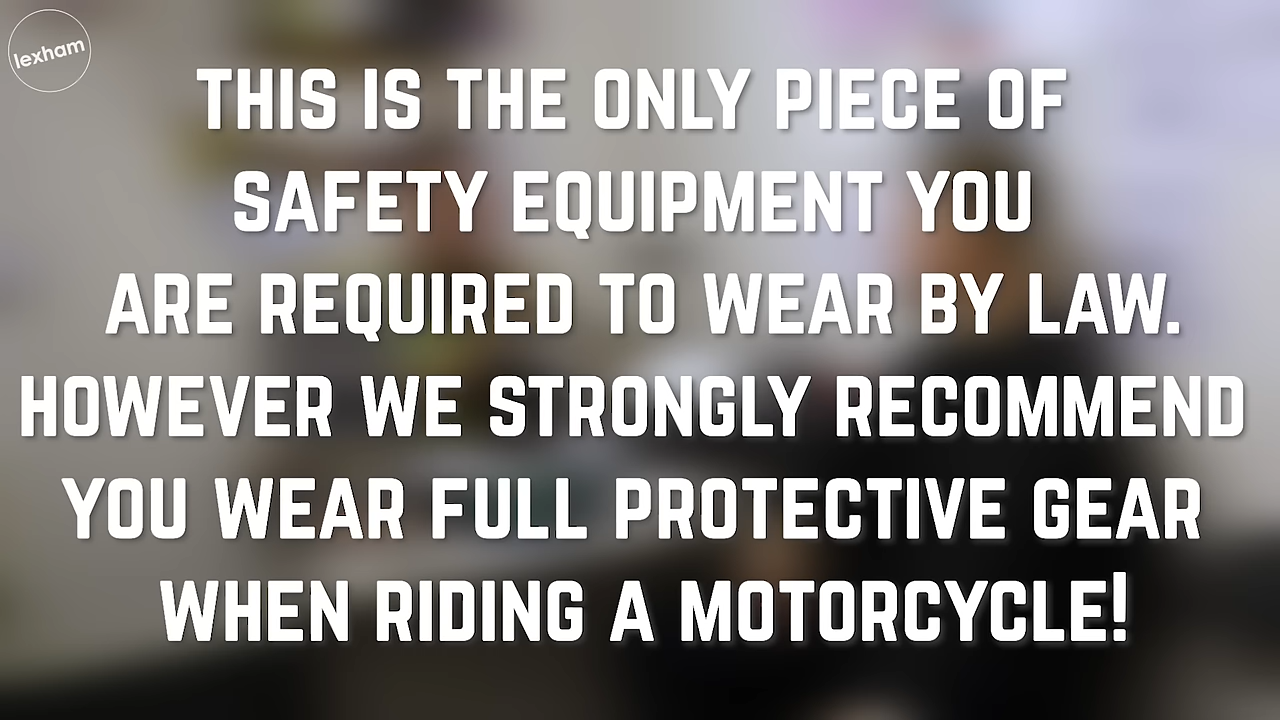 lexham
THIS IS THE ONLY PIECE OF
SAFETY EQUIPMENT YOU
ARE REQUIRED TO WEAR BY LAW.
HOWEVER WE STRONGLY RECOMMEND
YOU WEAR FULL PROTECTIVE GEAR
WHEN RIDING A MOTORCYCLE!